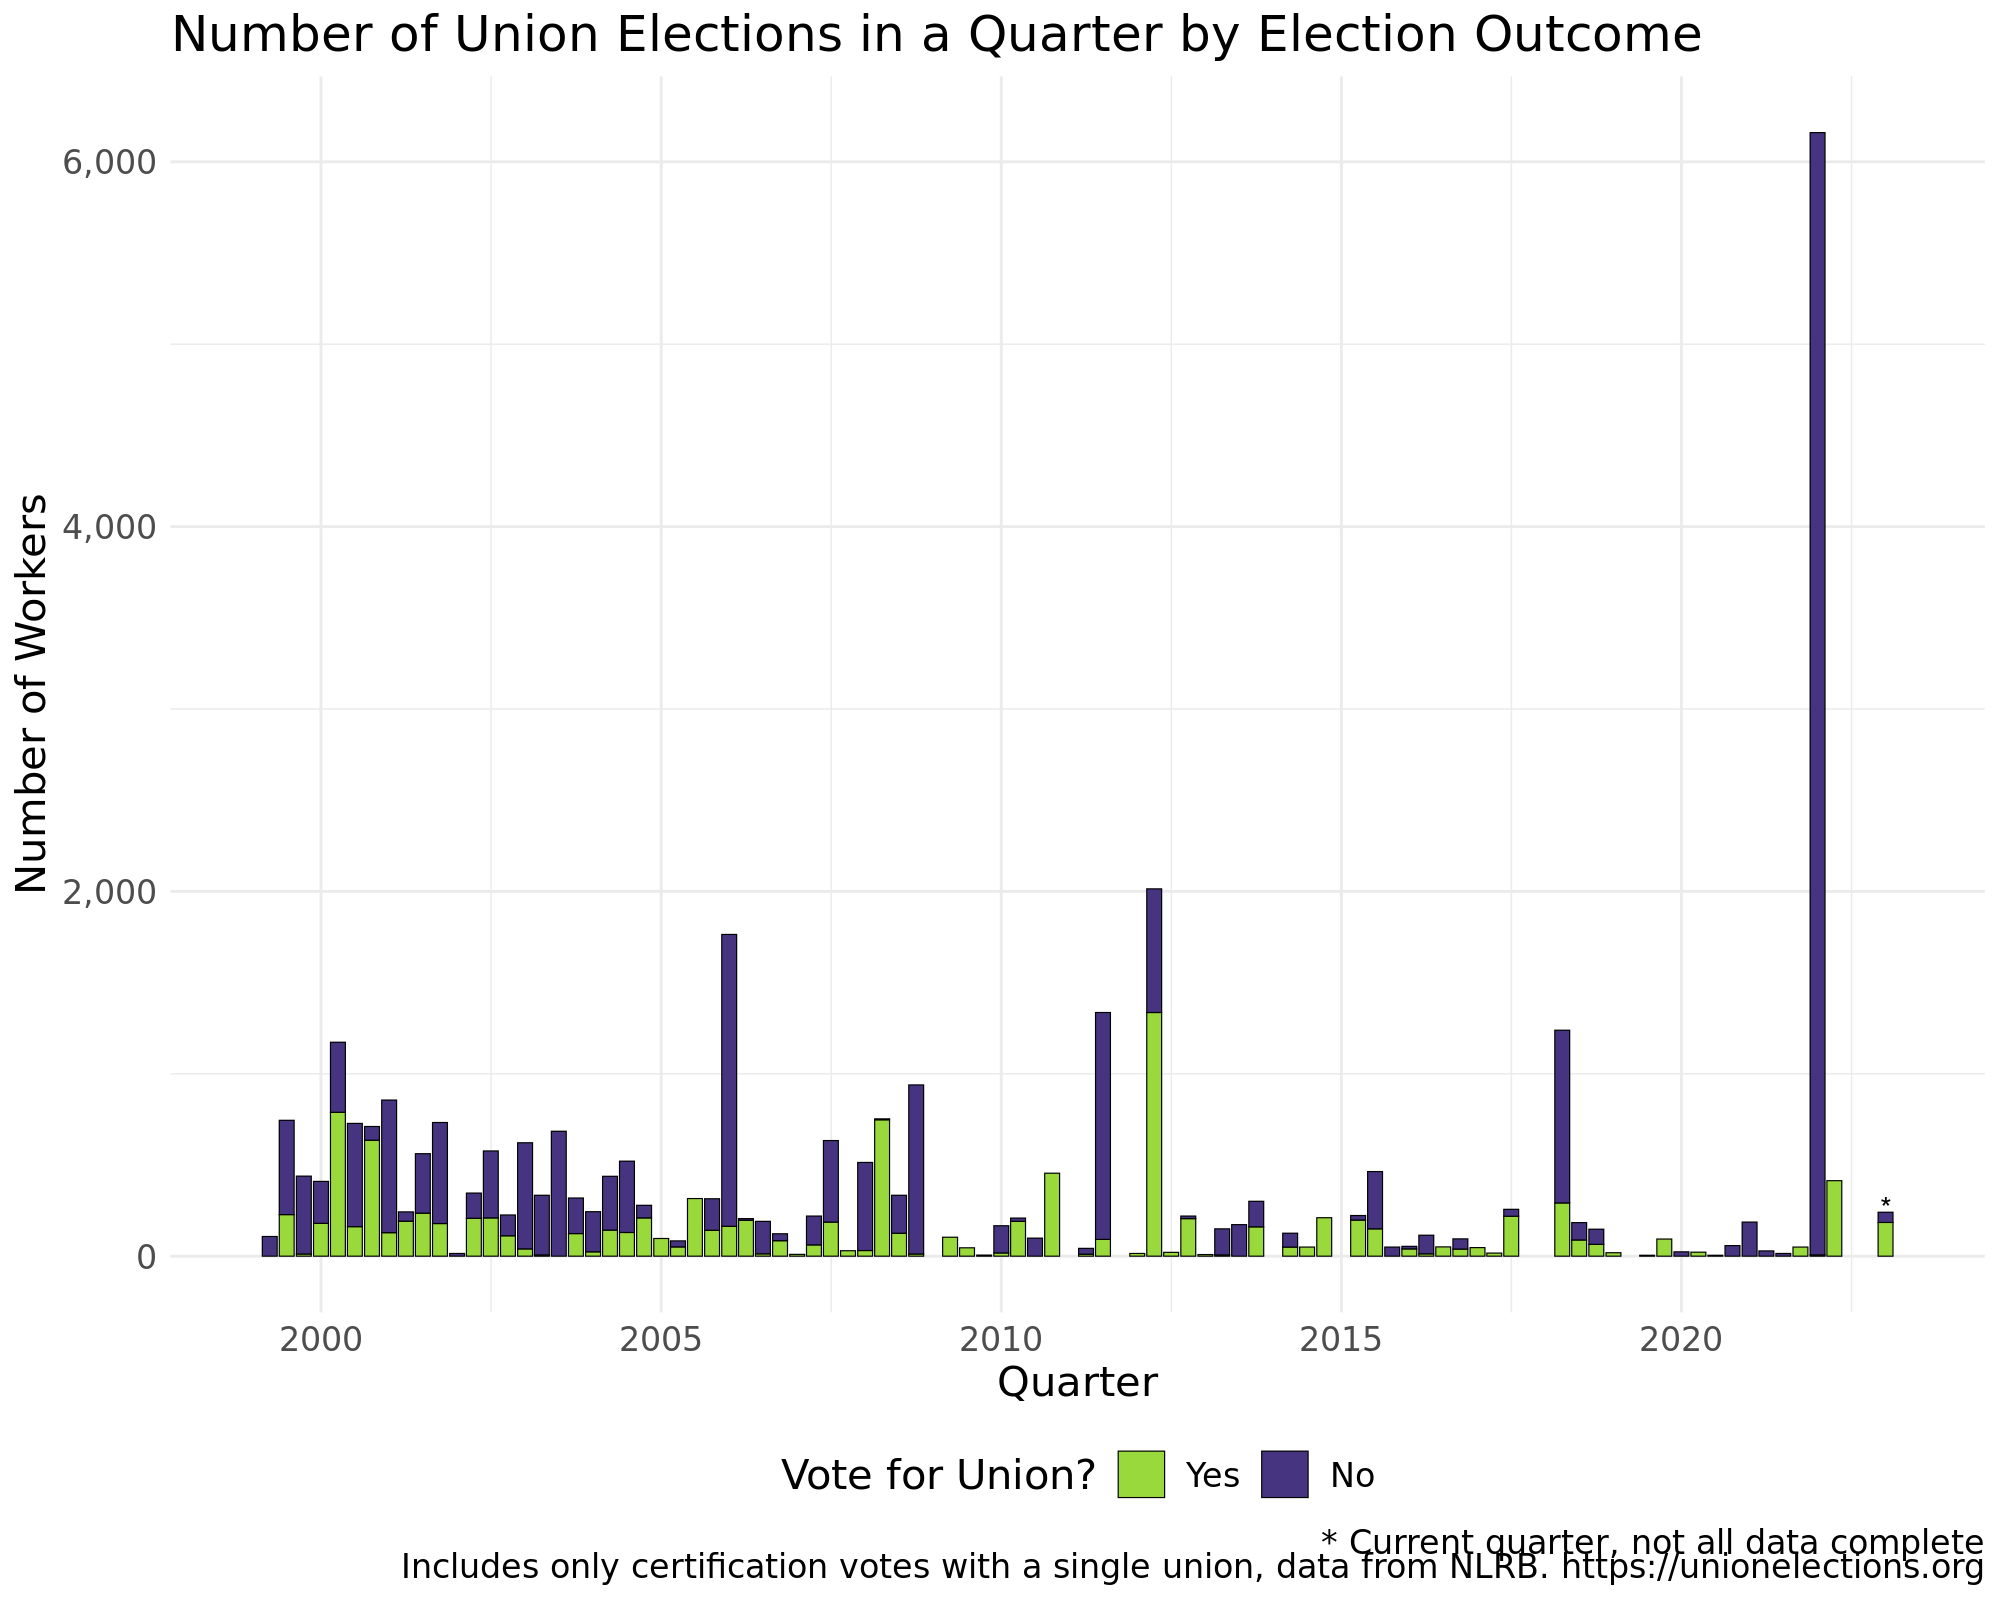 Number of Union Elections in a Quarter by Election Outcome
Number of Workers
6,000
4,000
2,000
0
*
2000 2005 2010 2015 2020
Quarter
Vote for Union? Yes No
* Current quarter, not all data complete
Includes only certification votes with a single union, data from NLRB. https://unionelections.org